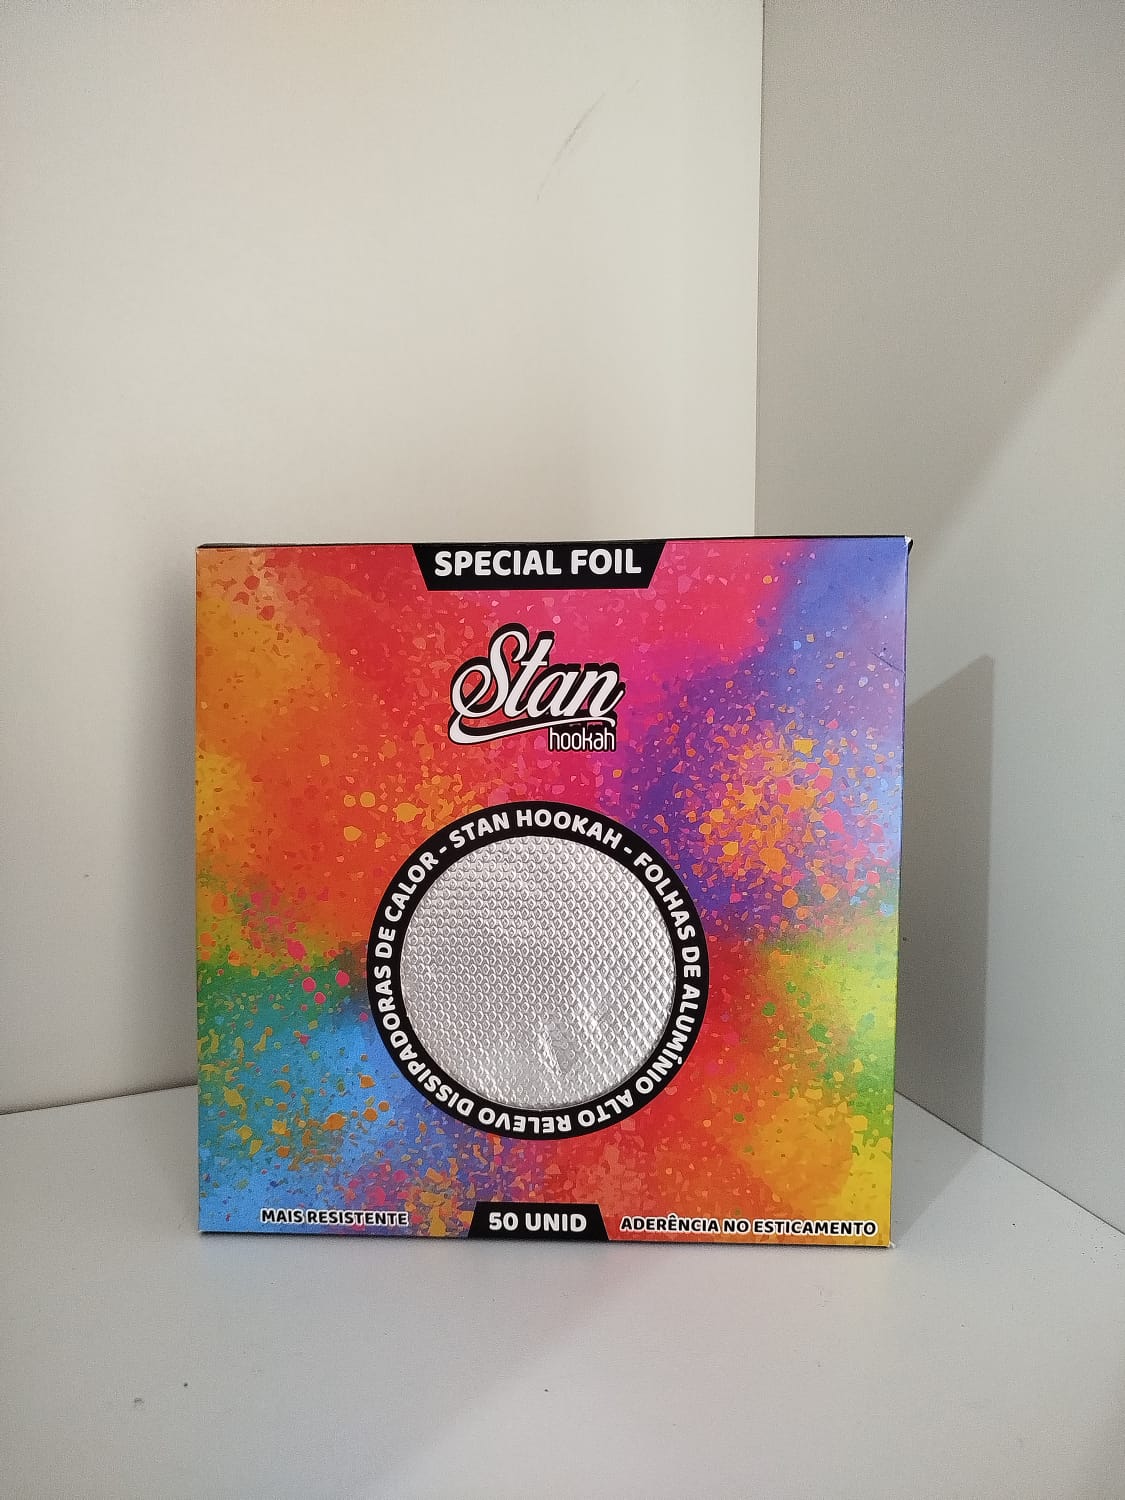 SPECIAL FOIL
Stan
hookah
STAN HOOKAH - FOLHAS DE ALUMÍNIO ALTO RELEVO DISSIPADORAS DE CALOR -
MAIS RESISTENTE
50 UNID
ADERÊNCIA NO ESTICAMENTO